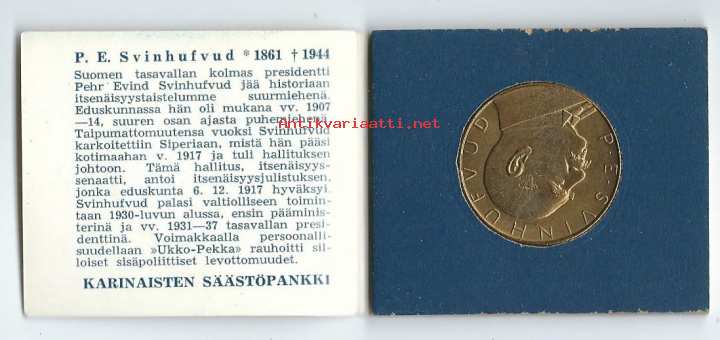 P. E. Svinhufvud * 1861 † 1944
Suomen tasavallan kolmas presidentti
Pehr Evind Svinhufvud jää historiaan
itsenäisyystaistelumme suurmiehenä.
Eduskunnassa hän oli mukana vv. 1907
—14, suuren osan ajasta puhemiehenä.
Taipumattomuutensa vuoksi Svinhufvud
karkoitettiin Siperiaan, mistä hän pääsi
kotimaahan v. 1917 ja tuli hallituksen
johtoon. Tämä hallitus, itsenäisyys-
senaatti, antoi itsenäisyysjulistuksen,
jonka eduskunta 6. 12. 1917 hyväksyi.
Svinhufvud palasi valtiolliseen toimin-
taan 1930-luvun alussa, ensin pääminis-
terinä ja vv. 1931—37 tasavallan presi-
denttinä. Voimakkaalla persoonalli-
suudellaan »Ukko-Pekka» rauhoitti sil-
loiset sisäpoliittiset levottomuudet.
KARINAISTEN SÄÄSTÖPANKKI
Antikvariaatti.net
P·E·SVINHUFVUD